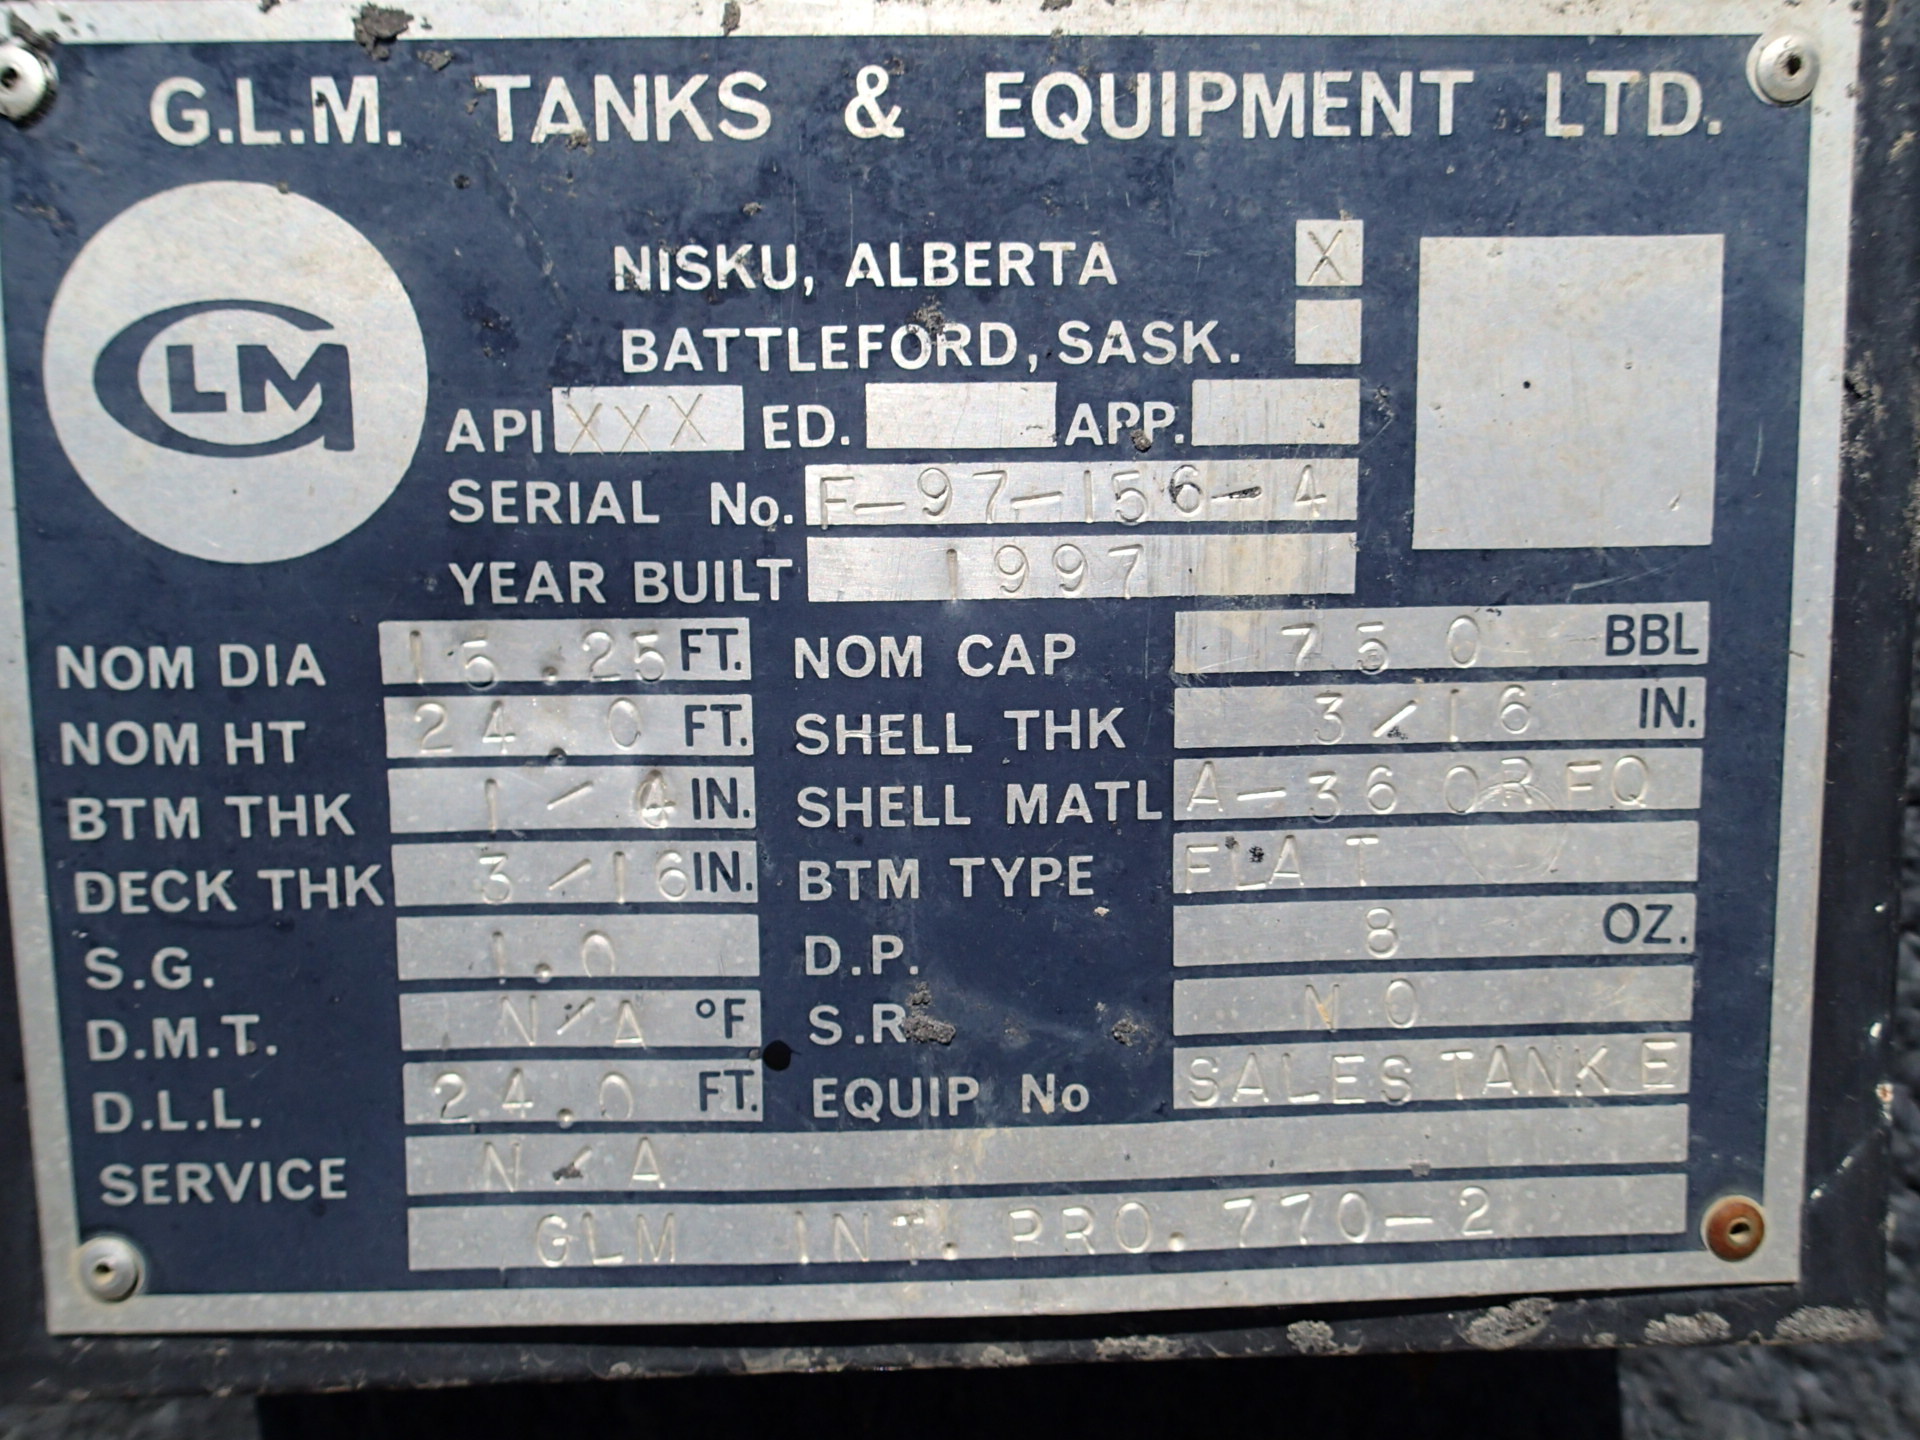 G.L.M. TANKS & EQUIPMENT LTD.
GLM
NISKU, ALBERTA X
BATTLEFORD, SASK.
API XXX ED. APP.
SERIAL No. F-97-156-4
YEAR BUILT 1997
NOM DIA 15.25 FT. NOM CAP 750 BBL
NOM HT 24.0 FT. SHELL THK 3/16 IN.
BTM THK 1/4 IN. SHELL MATL A-36 OR EQ
DECK THK 3/16 IN. BTM TYPE FLAT
S.G. 1.0 D.P. 8 OZ.
D.M.T. N/A °F S.R. NO
D.L.L. 24.0 FT. EQUIP No SALES TANK E
SERVICE N/A
GLM INT. PRO. 770-2